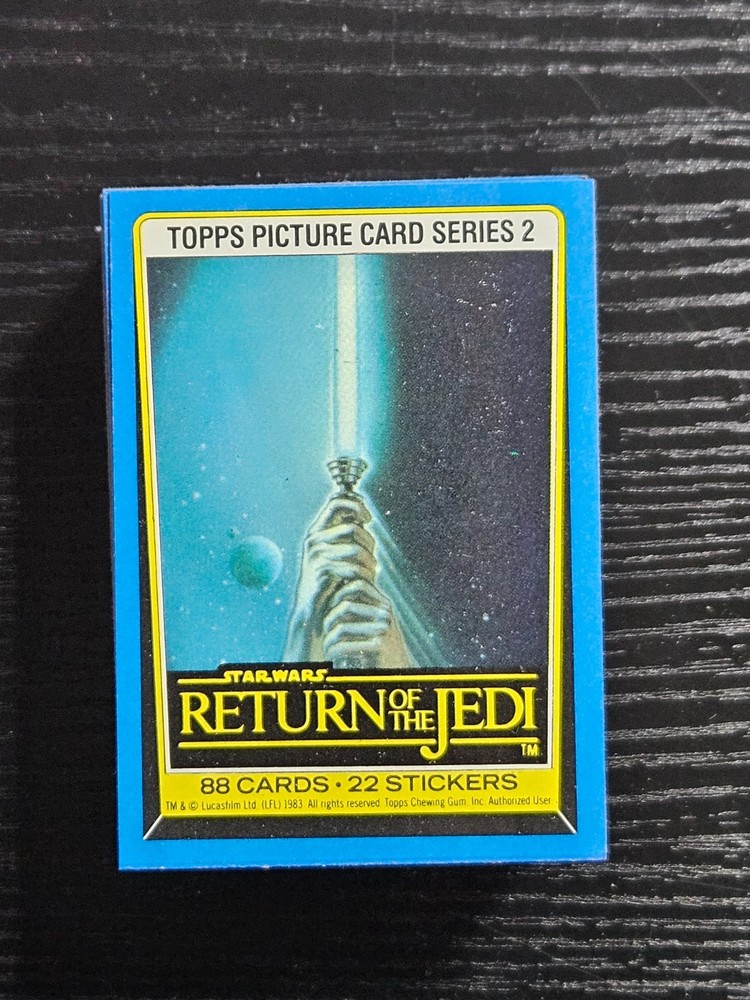 TOPPS PICTURE CARD SERIES 2
STAR WARS
RETURN OF THE JEDI
TM
88 CARDS • 22 STICKERS
TM & © Lucasfilm Ltd. (LFL) 1983 All rights reserved Topps Chewing Gum, Inc. Authorized User